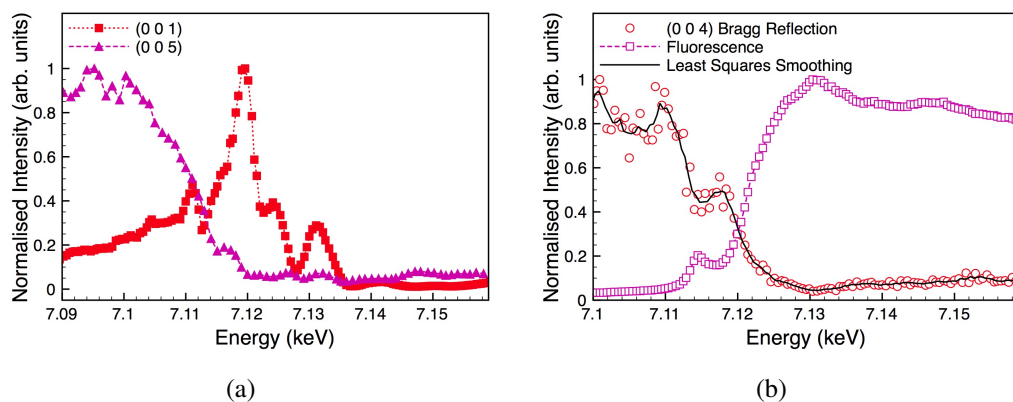 (0 0 1)
(0 0 5)
Normalised Intensity (arb. units)
1
0.8
0.6
0.4
0.2
0
7.09 7.1 7.11 7.12 7.13 7.14 7.15
Energy (keV)
(a)
(0 0 4) Bragg Reflection
Fluorescence
Least Squares Smoothing
Normalised Intensity (arb. units)
1
0.8
0.6
0.4
0.2
0
7.1 7.11 7.12 7.13 7.14 7.15
Energy (keV)
(b)